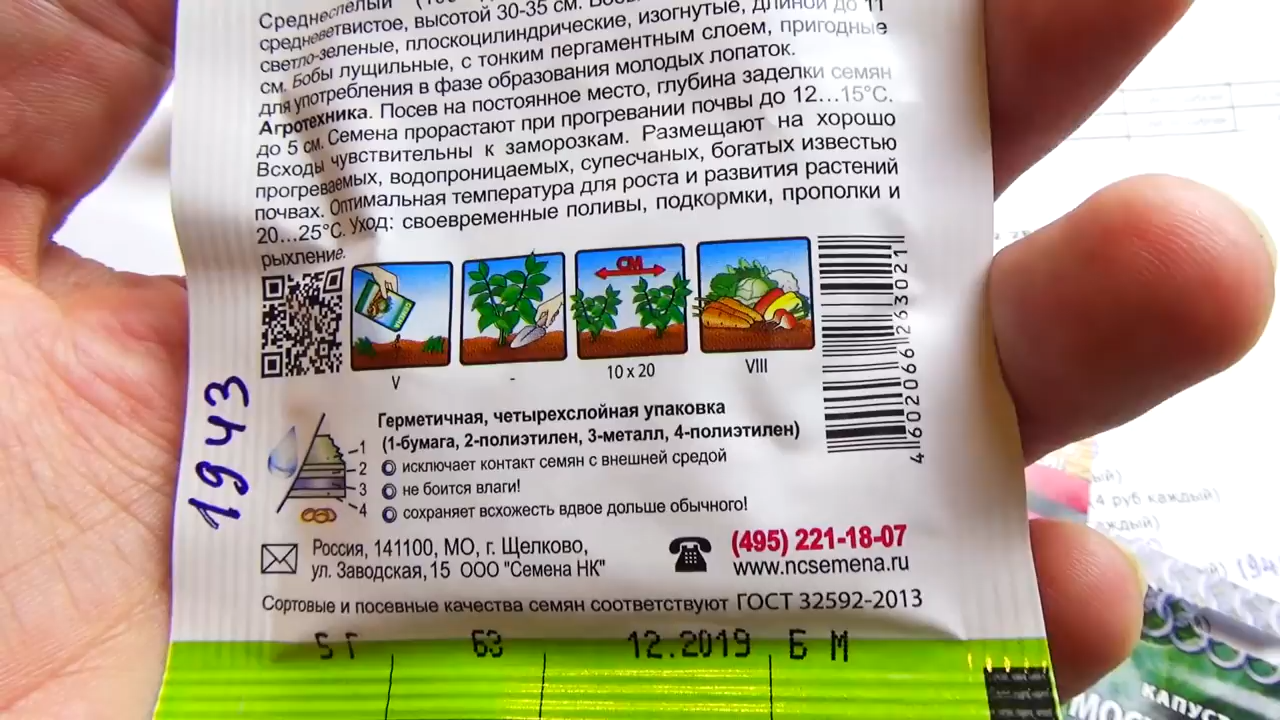 Среднеспелый
средневетвистое, высотой 30-35 см.
светло-зеленые, плоскоцилиндрические, изогнутые, длиной до 11
см. Бобы лущильные, с тонким пергаментным слоем, пригодные
для употребления в фазе образования молодых лопаток.
Агротехника. Посев на постоянное место, глубина заделки семян
до 5 см. Семена прорастают при прогревании почвы до 12...15°С.
Всходы чувствительны к заморозкам. Размещают на хорошо
прогреваемых, водопроницаемых, супесчаных, богатых известью
почвах. Оптимальная температура для роста и развития растений
20...25°С. Уход: своевременные поливы, подкормки, прополки и
рыхление.
СМ
V
-
10 x 20
VIII
4 602066 263021
1943
Герметичная, четырехслойная упаковка
(1-бумага, 2-полиэтилен, 3-металл, 4-полиэтилен)
исключает контакт семян с внешней средой
не боится влаги!
сохраняет всхожесть вдвое дольше обычного!
1
2
3
4
Россия, 141100, МО, г. Щелково,
ул. Заводская,15 ООО "Семена НК"
(495) 221-18-07
www.ncsemena.ru
Сортовые и посевные качества семян соответствуют ГОСТ 32592-2013
5 Г 63 12.2019 Б М
4 руб каждый)